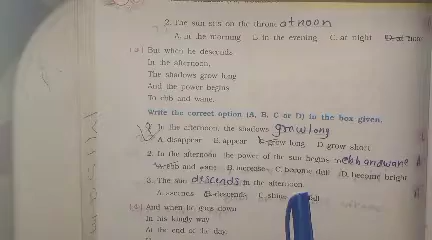 2. The sun sits on the throne at noon
A. in the morning B. in the evening C. at night D. at noon
But when he descends
In the afternoon,
The shadows grow long
And the power begins
To ebb and wane.
Write the correct option (A, B, C or D) in the box given.
In the afternoon, the shadows grow long
A. disappear B. appear C. grow long D. grow short
2. In the afternoon the power of the sun begins ebb and wane
ebb and wane B. increase C. become dull D. keeping bright
3. The sun descends in the afternoon.
B. descends C. shine
And when he goes down
In his kingly way
At the end of the day,